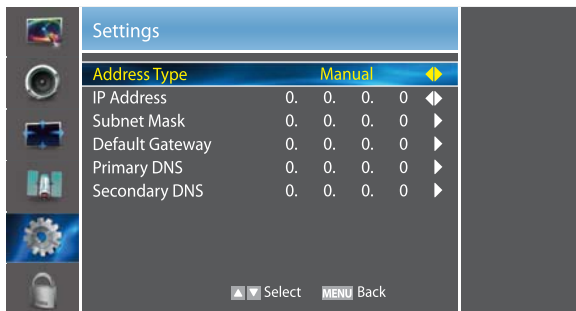 Settings
Address Type Manual
IP Address 0. 0. 0. 0
Subnet Mask 0. 0. 0. 0
Default Gateway 0. 0. 0. 0
Primary DNS 0. 0. 0. 0
Secondary DNS 0. 0. 0. 0
Select MENU Back